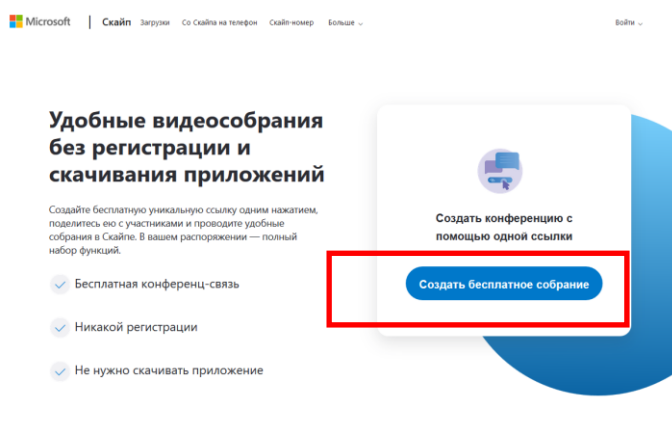 Microsoft Скайп Загрузки Со Скайпа на телефон Скайп-номер Больше Войти
Удобные видеособрания
без регистрации и
скачивания приложений
Создайте бесплатную уникальную ссылку одним нажатием,
поделитесь ею с участниками и проводите удобные
собрания в Скайпе. В вашем распоряжении — полный
набор функций.
Бесплатная конференц-связь
Никакой регистрации
Не нужно скачивать приложение
Создать конференцию с
помощью одной ссылки
Создать бесплатное собрание